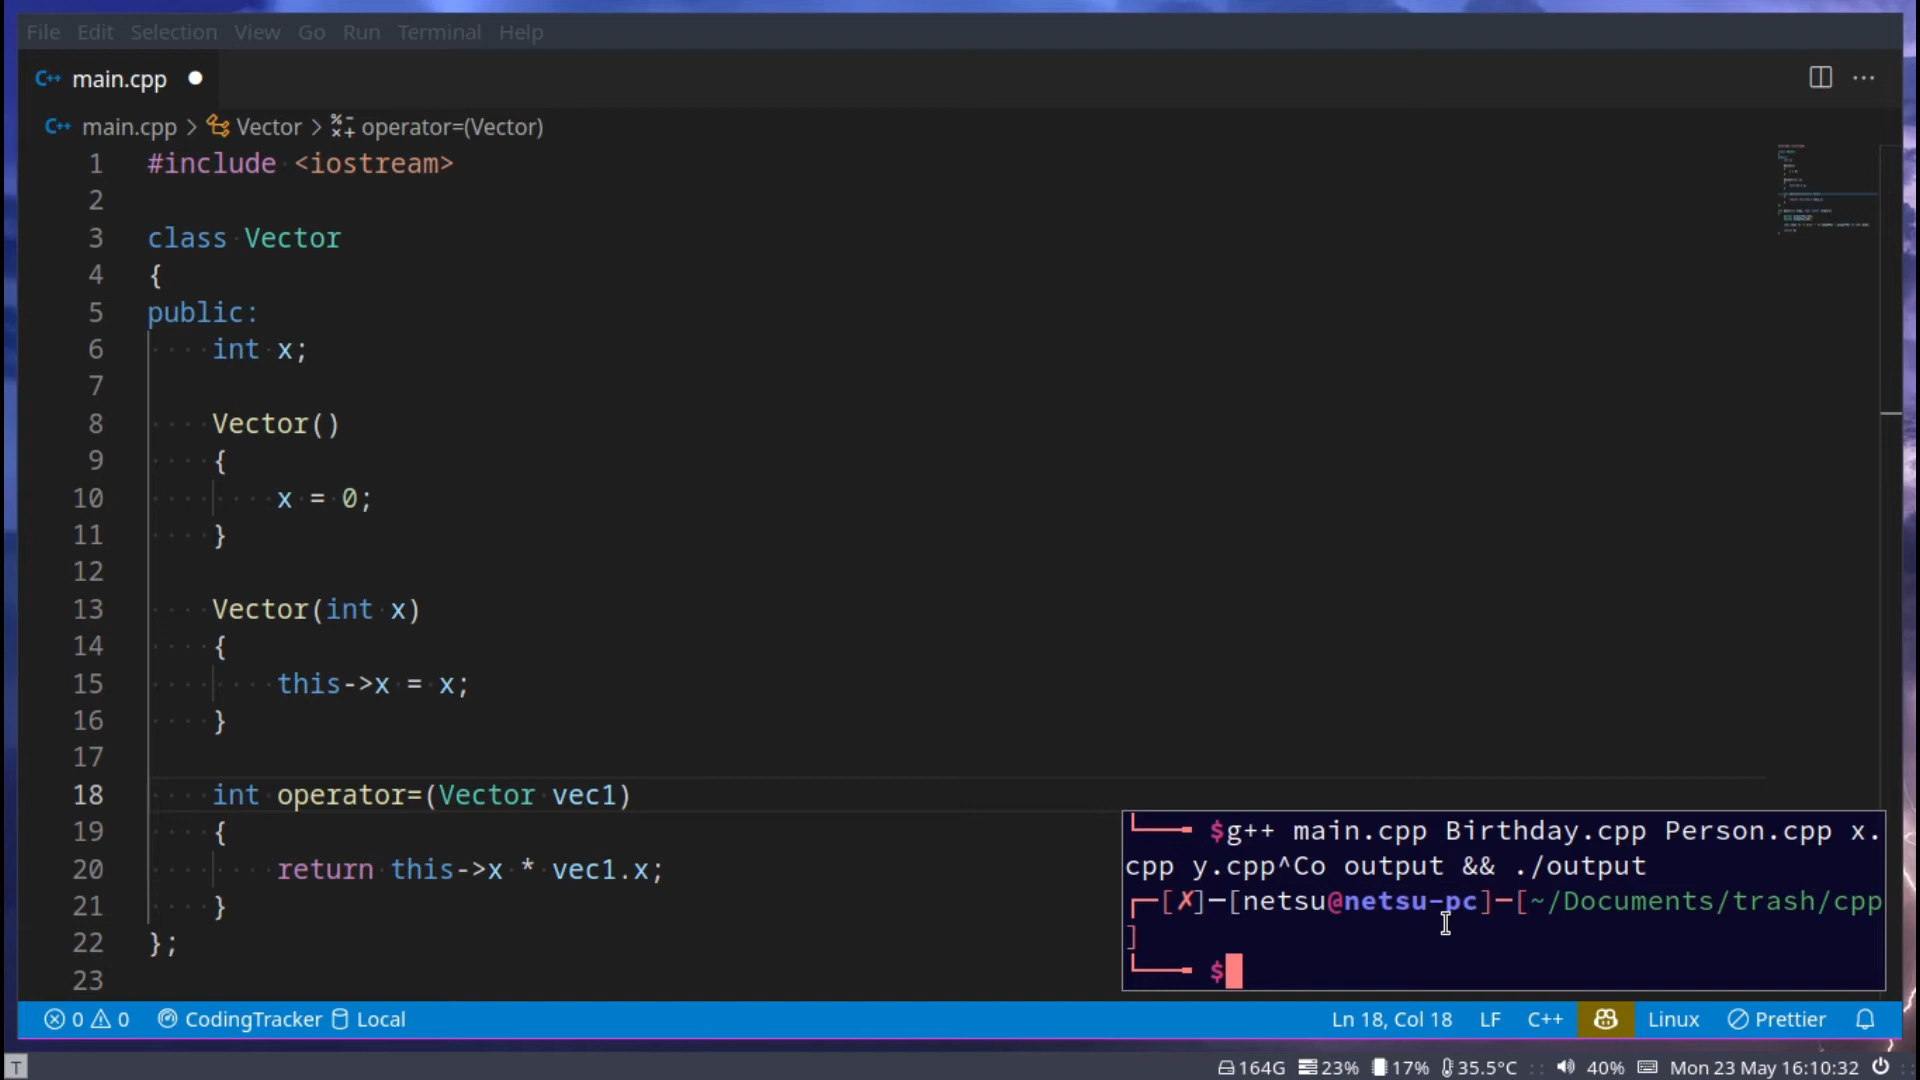 File Edit Selection View Go Run Terminal Help
C++ main.cpp
C++ main.cpp > Vector > operator=(Vector)
1 #include <iostream>
2
3 class Vector
4 {
5 public:
6 int x;
7
8 Vector()
9 {
10 x = 0;
11 }
12
13 Vector(int x)
14 {
15 this->x = x;
16 }
17
18 int operator=(Vector vec1)
19 {
20 return this->x * vec1.x;
21 }
22 };
23
$g++ main.cpp Birthday.cpp Person.cpp x.
cpp y.cpp^Co output && ./output
[✗]─[netsu@netsu-pc]─[~/Documents/trash/cpp
]
$
0 0 CodingTracker Local Ln 18, Col 18 LF C++ Linux Prettier
T 164G 23% 17% 35.5°C 40% Mon 23 May 16:10:32